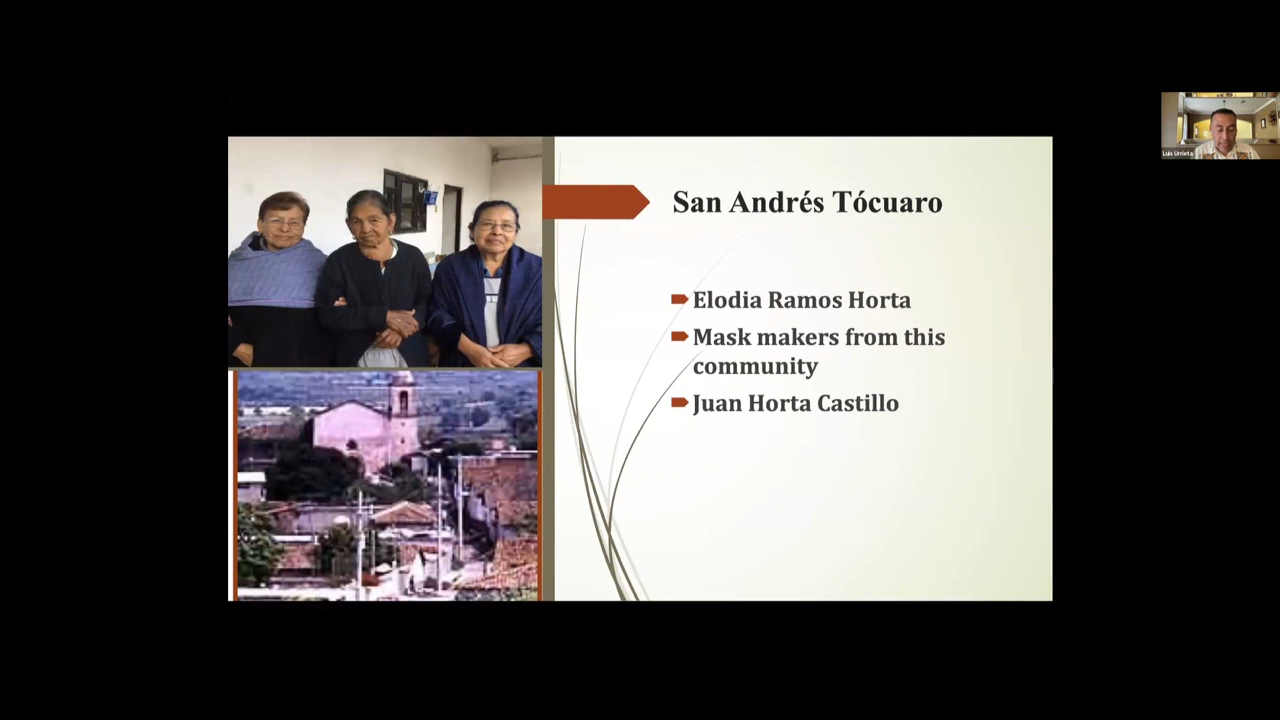 San Andrés Tócuaro
Elodia Ramos Horta
Mask makers from this
community
Juan Horta Castillo
Luis Urrieta